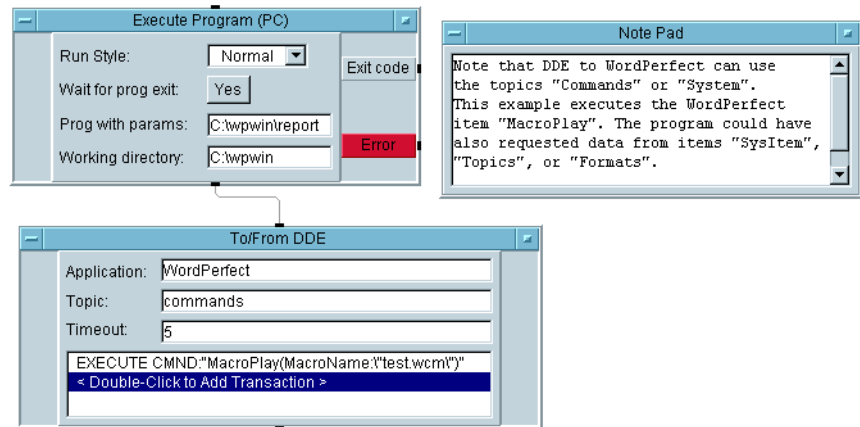 Execute Program (PC)
Run Style: Normal
Wait for prog exit: Yes
Prog with params: C:\wpwin\report
Working directory: C:\wpwin
Exit code
Error
Note Pad
Note that DDE to WordPerfect can use
the topics "Commands" or "System".
This example executes the WordPerfect
item "MacroPlay". The program could have
also requested data from items "SysItem",
"Topics", or "Formats".
To/From DDE
Application: WordPerfect
Topic: commands
Timeout: 5
EXECUTE CMND:"MacroPlay(MacroName:\"test.wcm\")"
< Double-Click to Add Transaction >